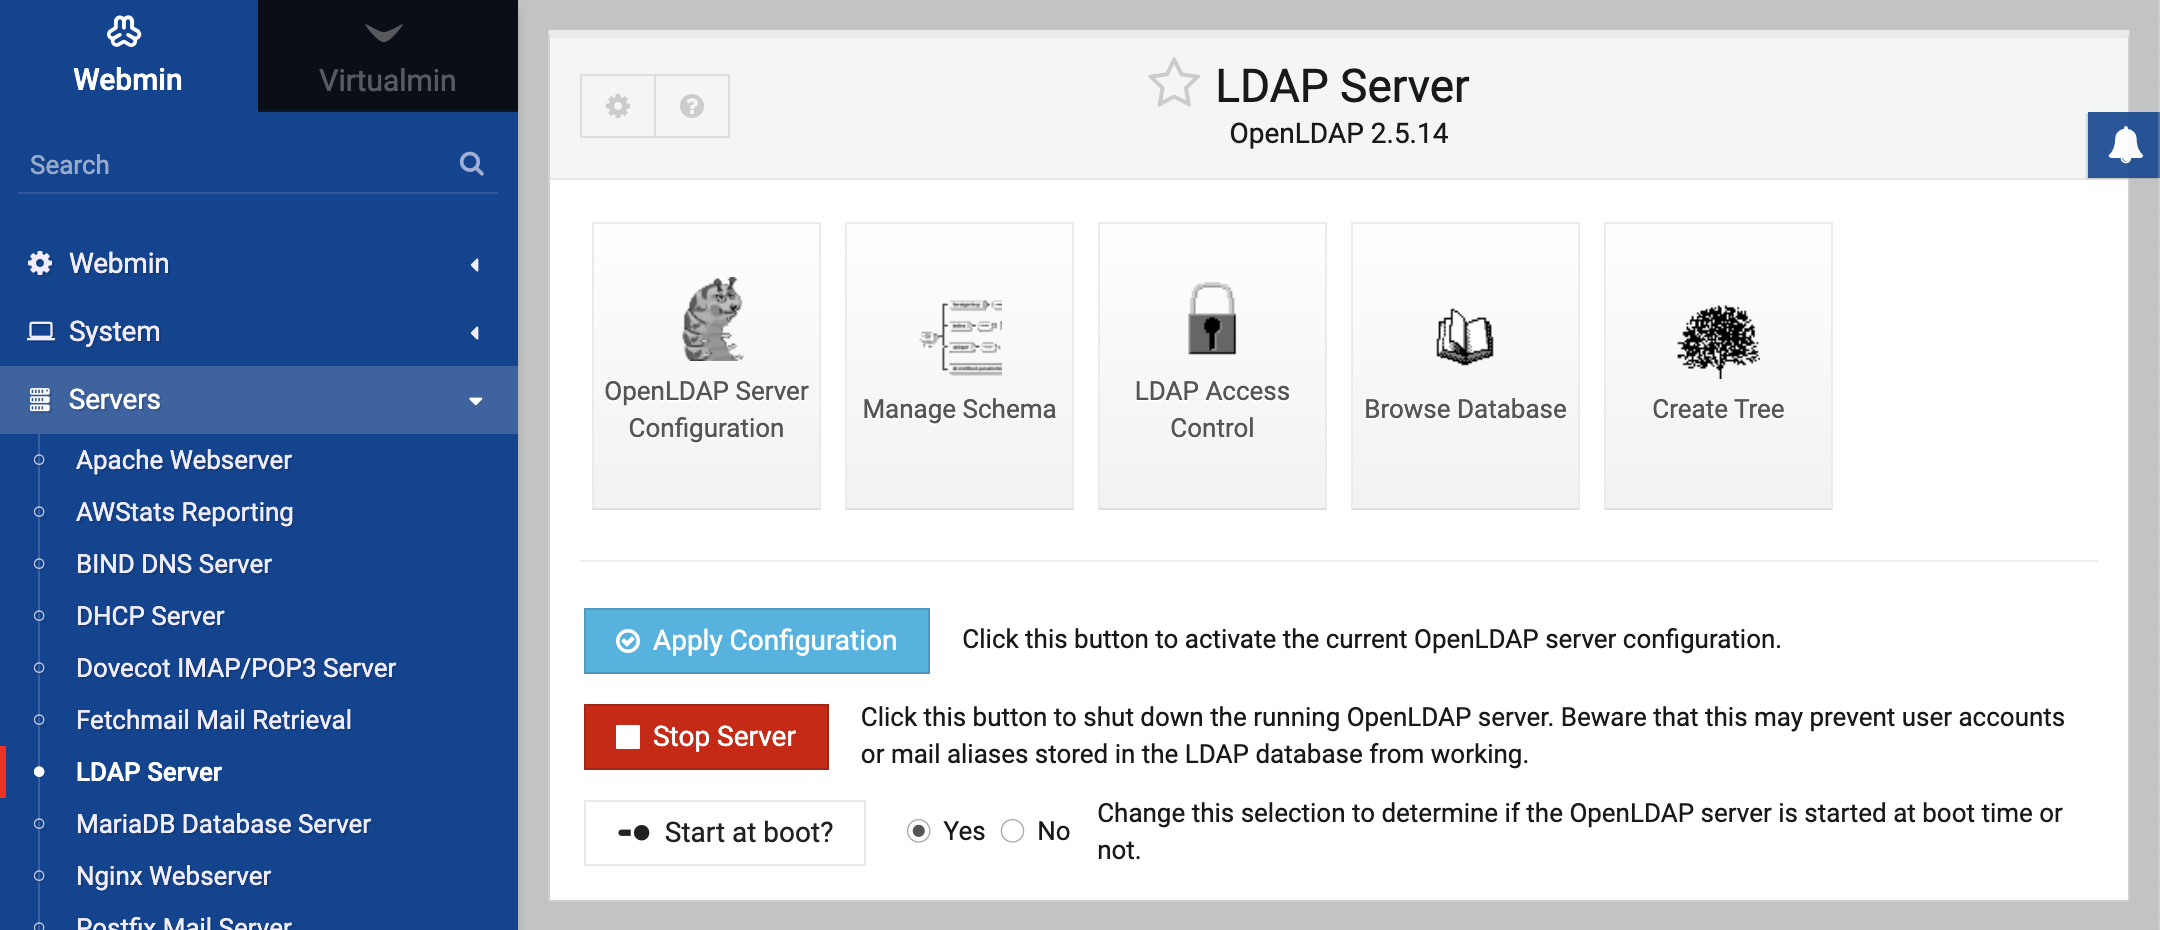 Webmin
Virtualmin
Search
Webmin
System
Servers
Apache Webserver
AWStats Reporting
BIND DNS Server
DHCP Server
Dovecot IMAP/POP3 Server
Fetchmail Mail Retrieval
LDAP Server
MariaDB Database Server
Nginx Webserver
Postfix Mail Server
LDAP Server
OpenLDAP 2.5.14
OpenLDAP Server
Configuration
Manage Schema
LDAP Access
Control
Browse Database
Create Tree
Apply Configuration
Click this button to activate the current OpenLDAP server configuration.
Stop Server
Click this button to shut down the running OpenLDAP server. Beware that this may prevent user accounts
or mail aliases stored in the LDAP database from working.
Start at boot?
Yes
No
Change this selection to determine if the OpenLDAP server is started at boot time or
not.